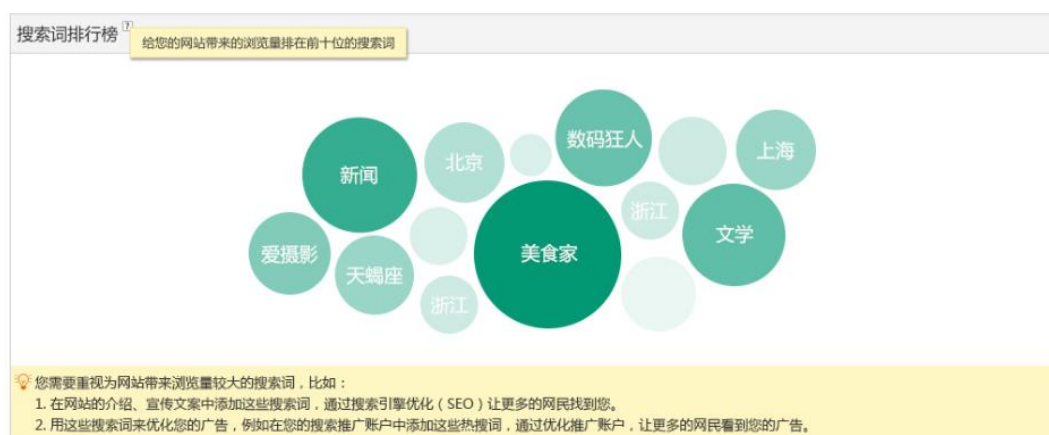 搜索词排行榜 ?
给您的网站带来的浏览量排在前十位的搜索词
数码狂人
上海
北京
新闻
浙江
文学
美食家
爱摄影
天蝎座
浙江
您需要重视为网站带来浏览量较大的搜索词，比如：
1. 在网站的介绍、宣传文案中添加这些搜索词，通过搜索引擎优化（SEO）让更多的网民找到您。
2. 用这些搜索词来优化您的广告，例如在您的搜索推广账户中添加这些热搜词，通过优化推广账户，让更多的网民看到您的广告。